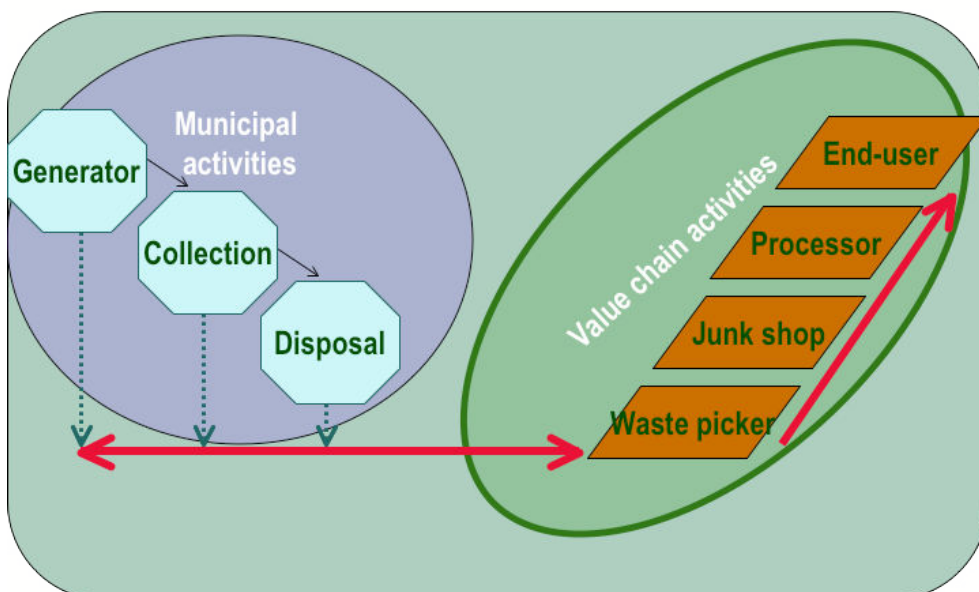 Municipal
activities
Generator
Collection
Disposal
Value chain activities
End-user
Processor
Junk shop
Waste picker